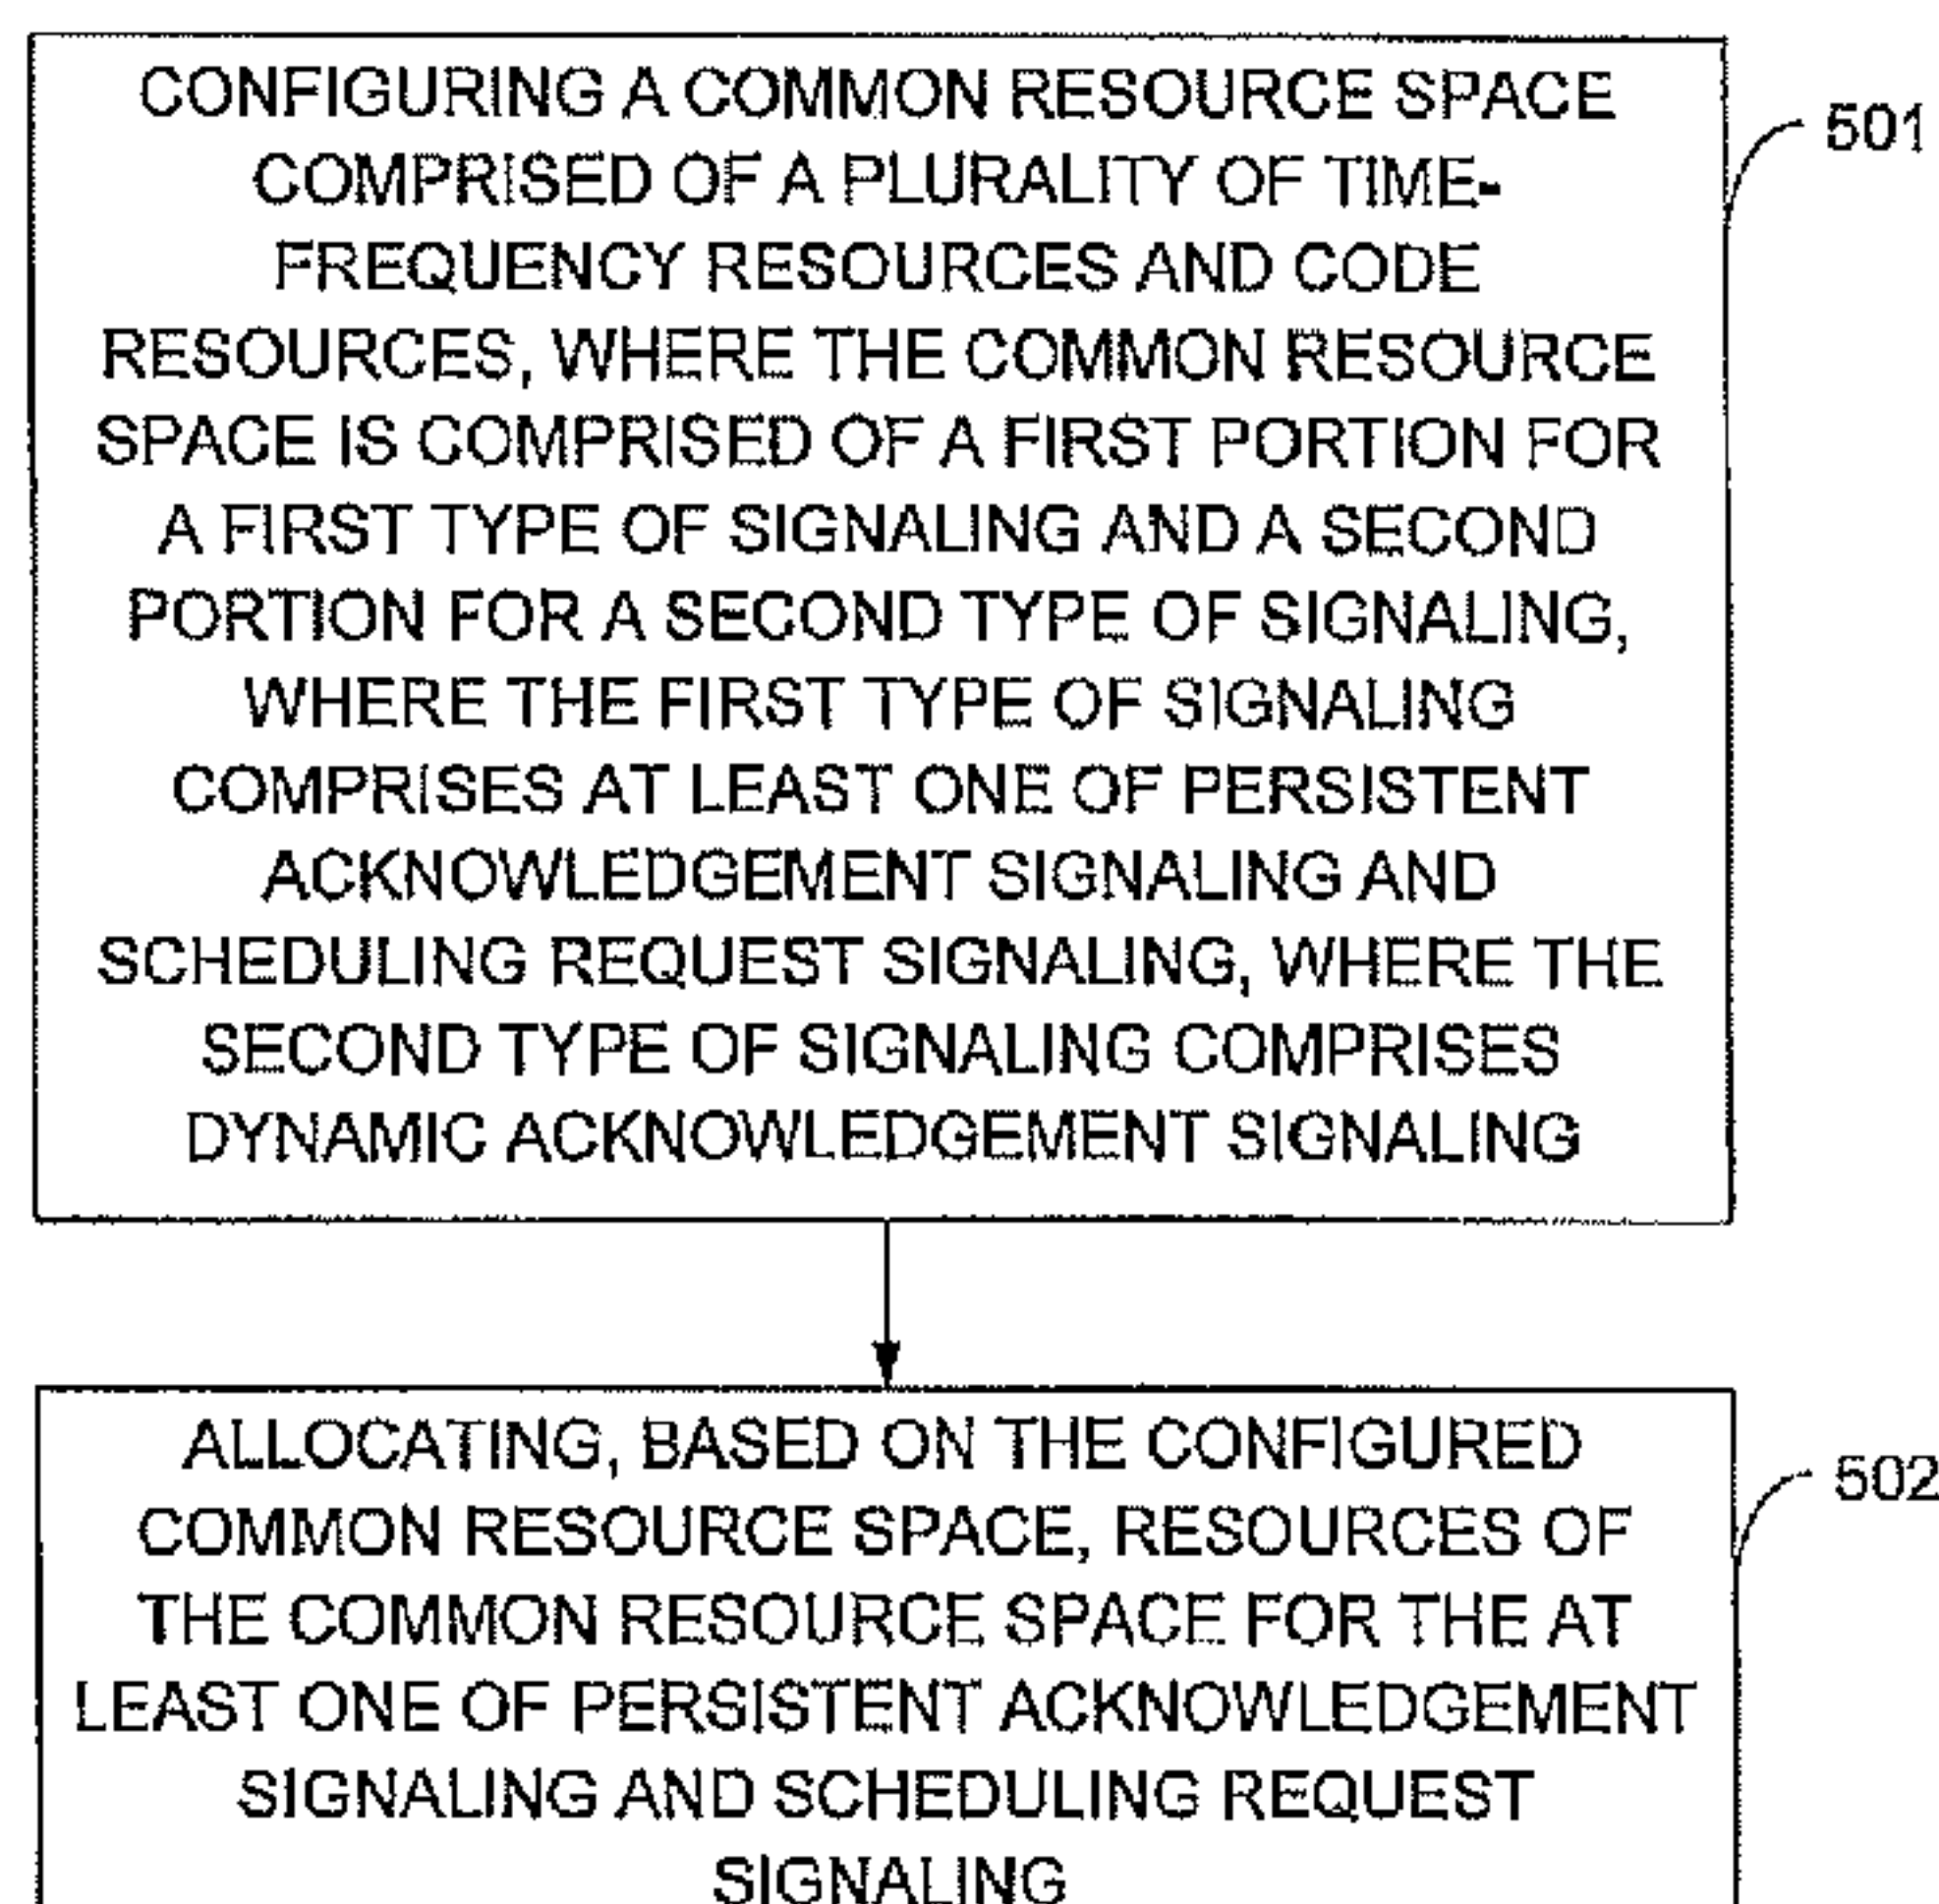 CONFIGURING A COMMON RESOURCE SPACE
COMPRISED OF A PLURALITY OF TIME-
FREQUENCY RESOURCES AND CODE
RESOURCES, WHERE THE COMMON RESOURCE
SPACE IS COMPRISED OF A FIRST PORTION FOR
A FIRST TYPE OF SIGNALING AND A SECOND
PORTION FOR A SECOND TYPE OF SIGNALING,
WHERE THE FIRST TYPE OF SIGNALING
COMPRISES AT LEAST ONE OF PERSISTENT
ACKNOWLEDGEMENT SIGNALING AND
SCHEDULING REQUEST SIGNALING, WHERE THE
SECOND TYPE OF SIGNALING COMPRISES
DYNAMIC ACKNOWLEDGEMENT SIGNALING
501
ALLOCATING, BASED ON THE CONFIGURED
COMMON RESOURCE SPACE, RESOURCES OF
THE COMMON RESOURCE SPACE FOR THE AT
LEAST ONE OF PERSISTENT ACKNOWLEDGEMENT
SIGNALING AND SCHEDULING REQUEST
SIGNALING
502